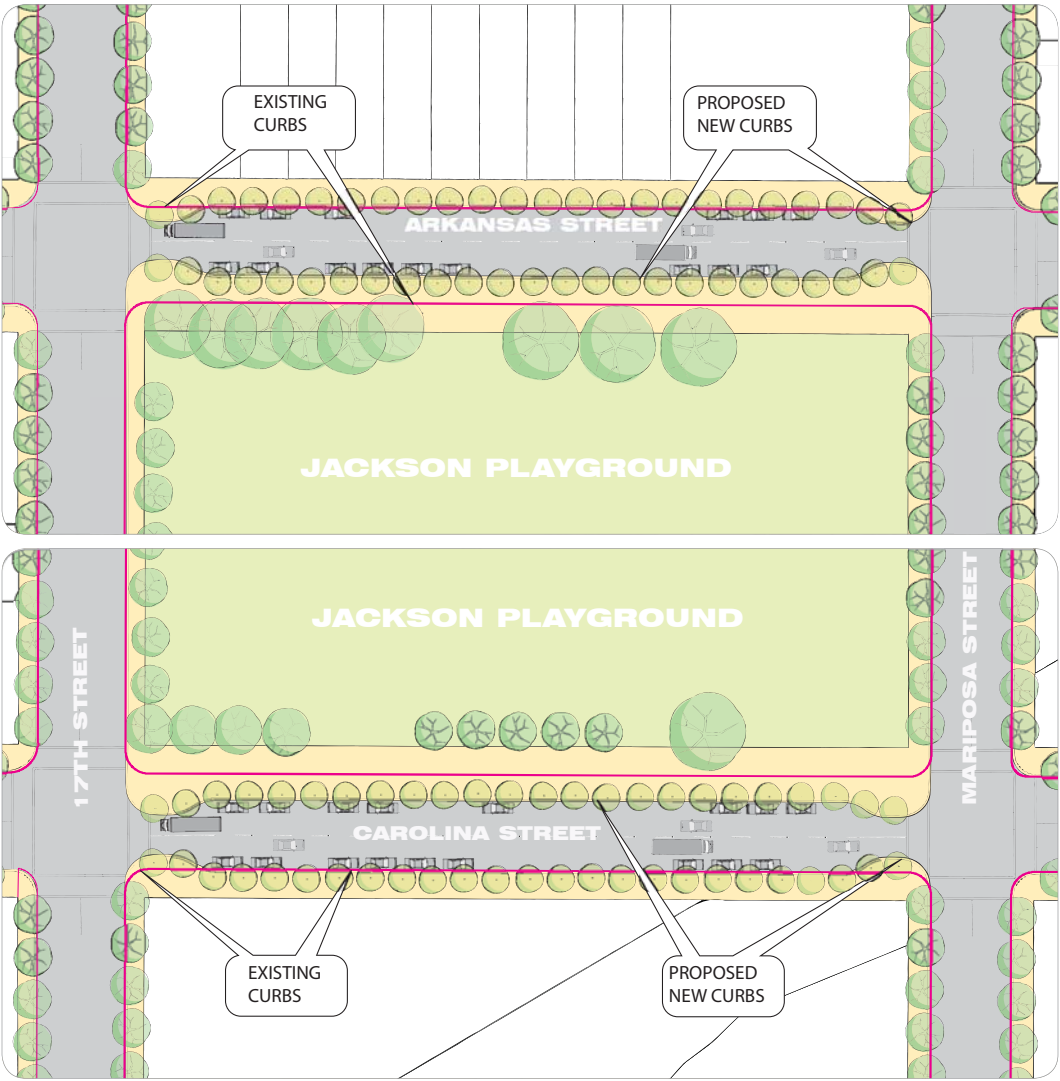 EXISTING
CURBS
PROPOSED
NEW CURBS
ARKANSAS STREET
JACKSON PLAYGROUND
JACKSON PLAYGROUND
17TH STREET
MARIPOSA STREET
CAROLINA STREET
EXISTING
CURBS
PROPOSED
NEW CURBS